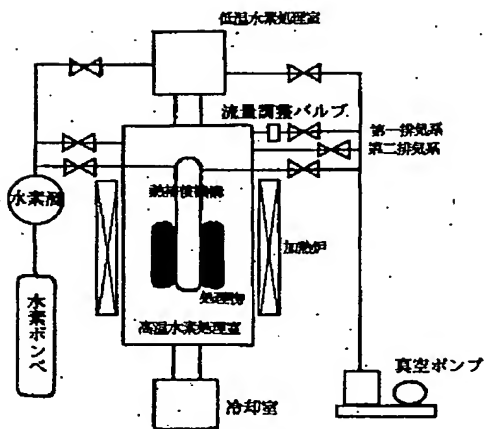 低温水素処理室
流量調整バルブ
第一排気系
第二排気系
水素源
加熱炉
処理物
水素ボンベ
高温水素処理室
真空ポンプ
冷却室